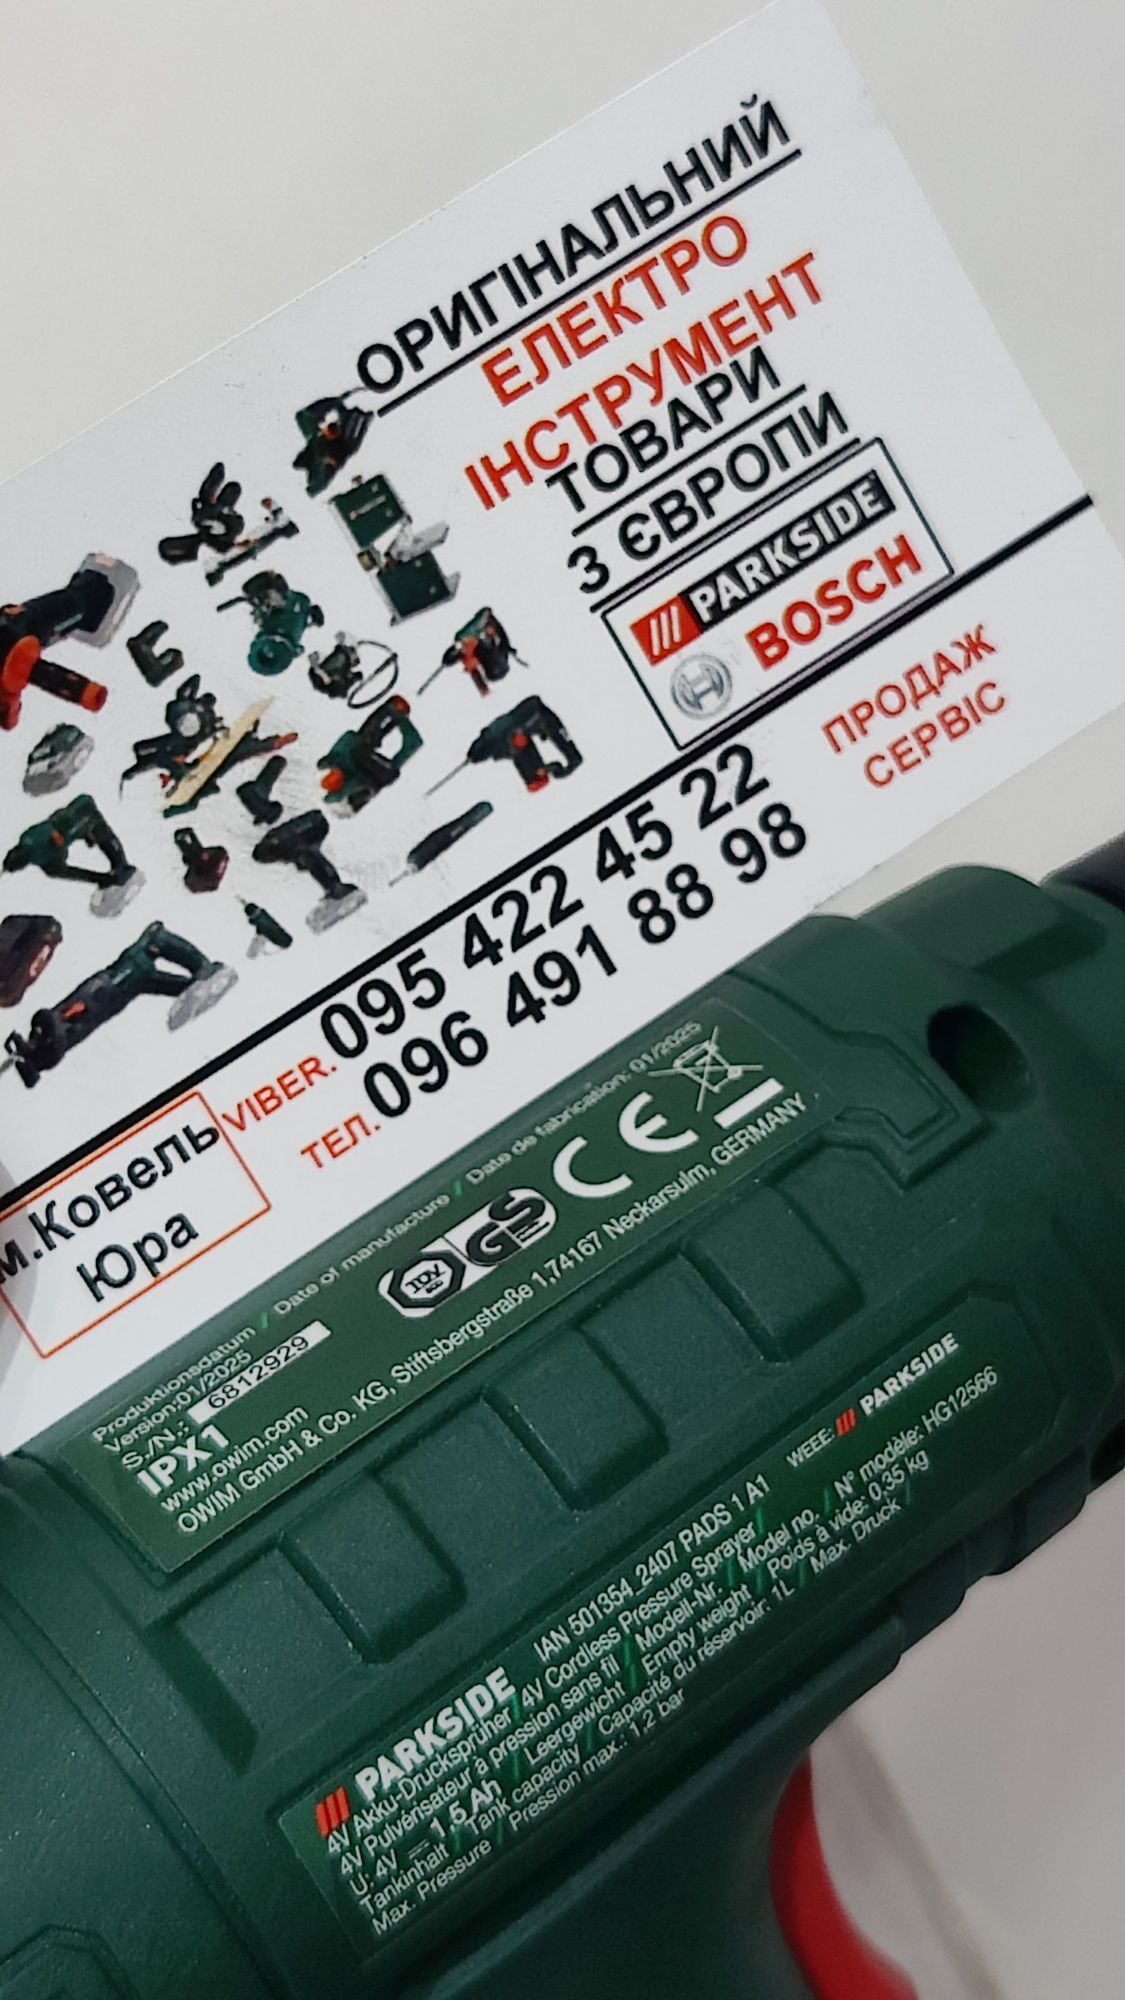 ОРИГІНАЛЬНИЙ
ЕЛЕКТРО
ІНСТРУМЕНТ
ТОВАРИ
З ЄВРОПИ
PARKSIDE
BOSCH
ПРОДАЖ
СЕРВІС
VIBER. 095 422 45 22
ТЕЛ. 096 491 88 98
м.Ковель
Юра
Produktionsdatum / Date of manufacture / Date de fabrication: 01/2025
Version:01/2025
S./N.: 6812929
IPX1
TÜV
GS
CE
www.owim.com
OWIM GmbH & Co. KG, Stiftsbergstraße 1,74167 Neckarsulm, GERMANY
PARKSIDE IAN 501354_2407 PADS 1 A1 WEEE: PARKSIDE
4V Akku-Drucksprüher / 4V Cordless Pressure Sprayer /
4V Pulvérisateur à pression sans fil / Modell-Nr. / Model no. / N° modèle: HG12566
U: 4V ⎓ 1,5 Ah / Leergewicht / Empty weight / Poids à vide: 0.35 kg
Tankinhalt / Tank capacity / Capacité du réservoir: 1L / Max. Druck /
Max. Pressure / Pression max.: 1,2 bar